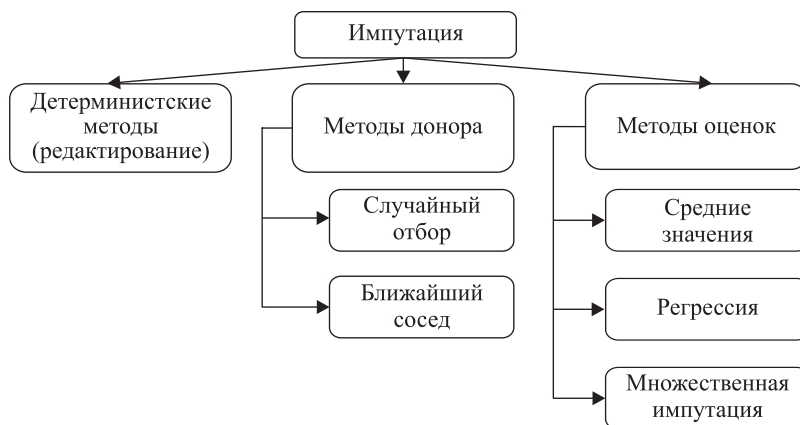 Импутация
Детерминистские
методы
(редактирование)
Методы донора
Методы оценок
Случайный
отбор
Средние
значения
Ближайший
сосед
Регрессия
Множественная
импутация